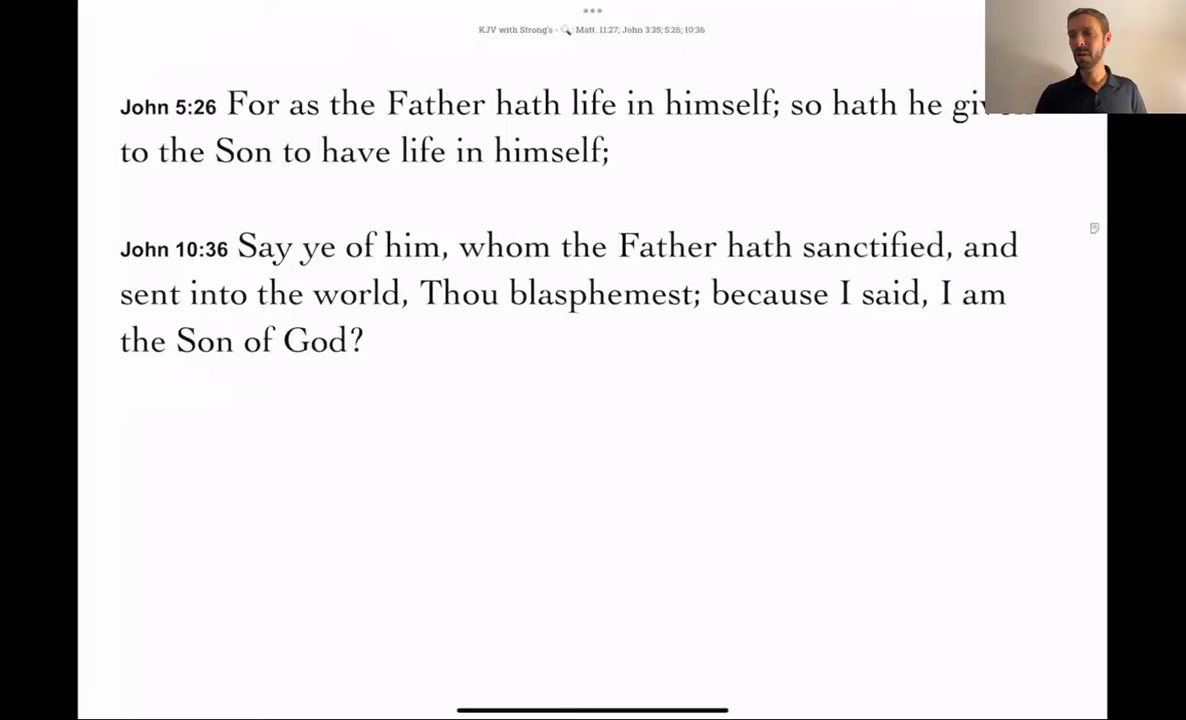 KJV with Strong's - Matt. 11:27; John 3:35; 5:26; 10:36
John 5:26 For as the Father hath life in himself; so hath he
to the Son to have life in himself;
John 10:36 Say ye of him, whom the Father hath sanctified, and
sent into the world, Thou blasphemest; because I said, I am
the Son of God?